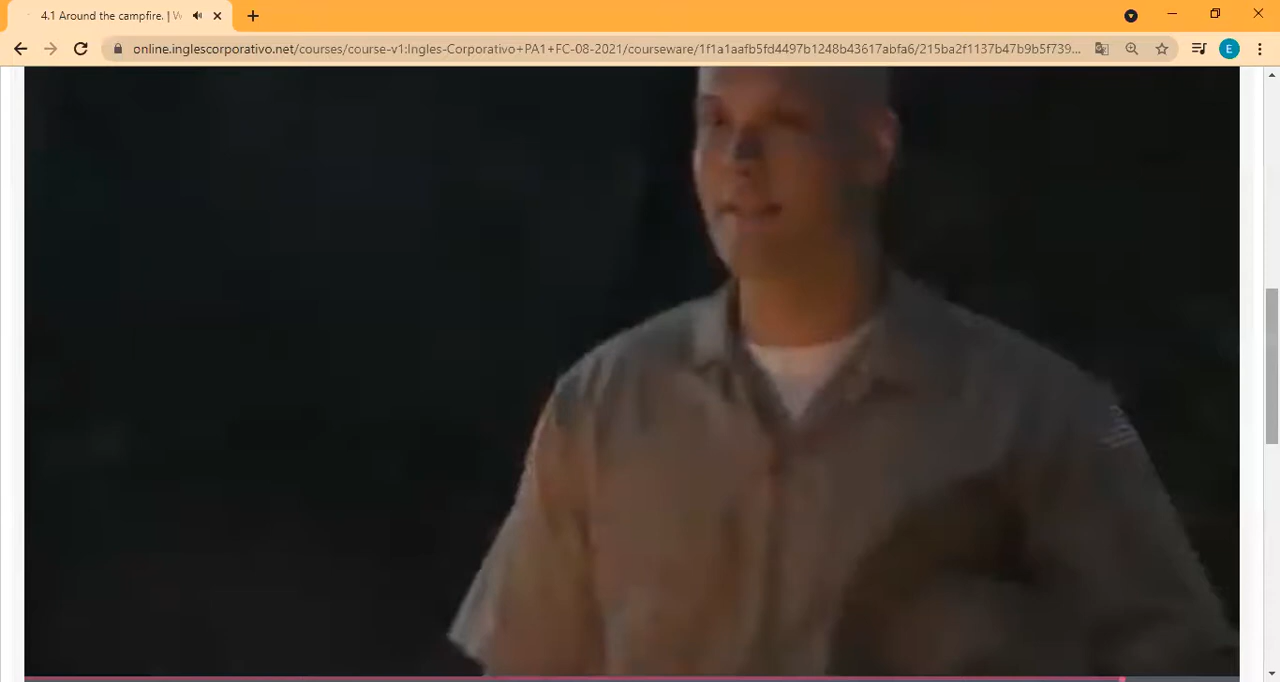 4.1 Around the campfire. |
online.inglescorporativo.net/courses/course-v1:Ingles-Corporativo+PA1+FC-08-2021/courseware/1f1a1aafb5fd4497b1248b43617abfa6/215ba2f1137b47b9b5f739...
E